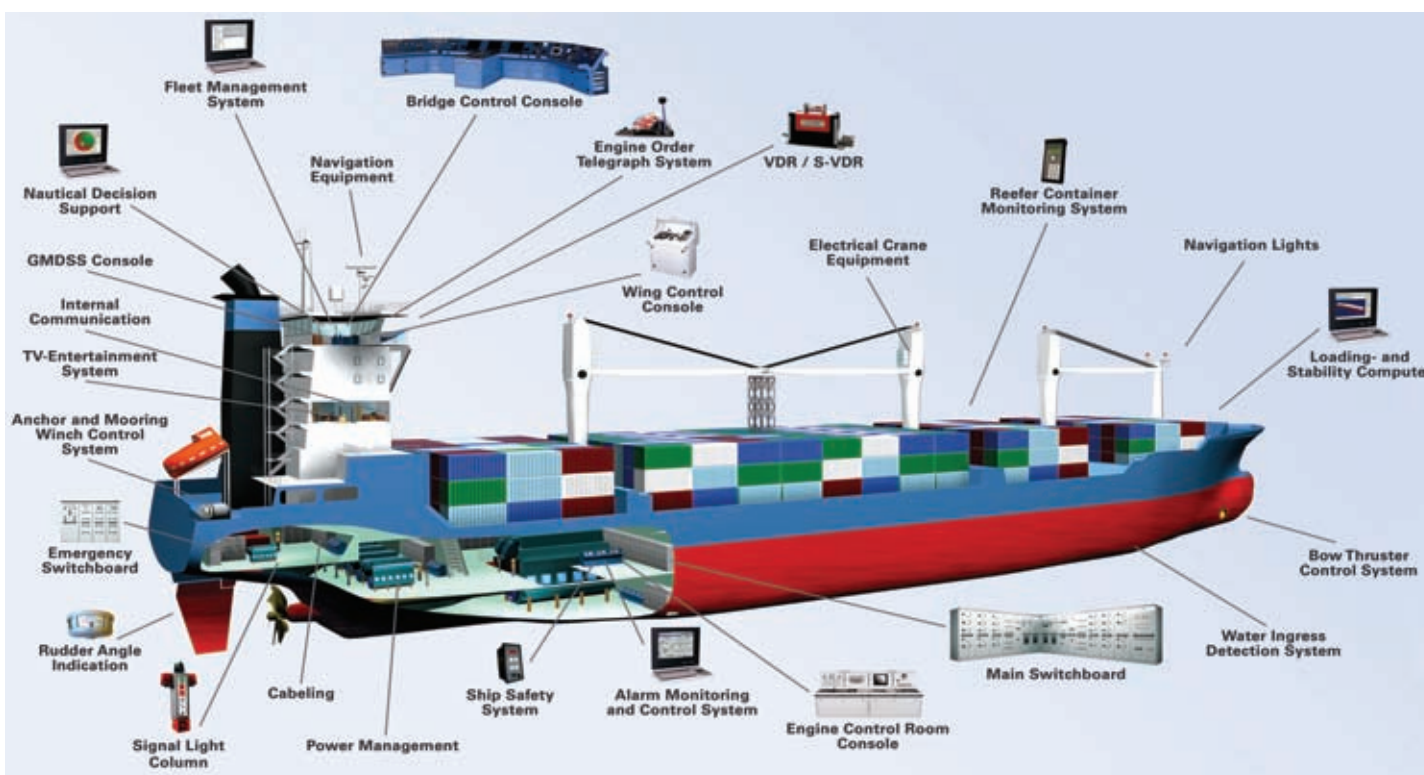 Fleet Management
System
Bridge Control Console
Nautical Decision
Support
Navigation
Equipment
Engine Order
Telegraph System
VDR / S-VDR
Reefer Container
Monitoring System
GMDSS Console
Internal
Communication
TV-Entertainment
System
Anchor and Mooring
Winch Control
System
Wing Control
Console
Electrical Crane
Equipment
Navigation Lights
Loading- and
Stability Compute
Emergency
Switchboard
Bow Thruster
Control System
Rudder Angle
Indication
Signal Light
Column
Cabeling
Power Management
Ship Safety
System
Alarm Monitoring
and Control System
Engine Control Room
Console
Main Switchboard
Water Ingress
Detection System